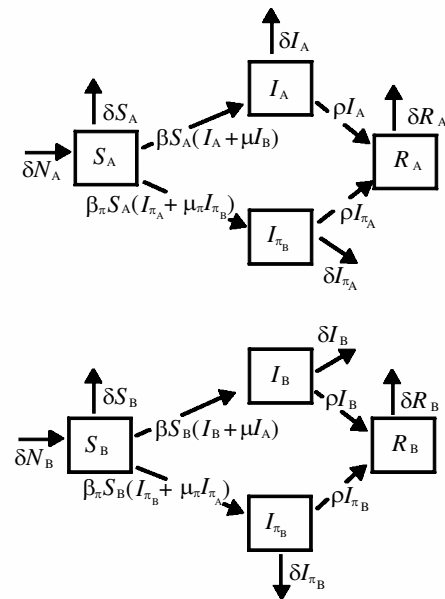 δI_A
δS_A
I_A
ρI_A
δR_A
βS_A(I_A+μI_B)
δN_A
S_A
R_A
β_πS_A(I_{π_A}+ μ_πI_{π_B})
I_{π_B}
ρI_{π_A}
δI_{π_A}
δI_B
δS_B
I_B
ρI_B
δR_B
βS_B(I_B+μI_A)
δN_B
S_B
R_B
β_πS_B(I_{π_B}+ μ_πI_{π_A})
I_{π_B}
ρI_{π_B}
δI_{π_B}